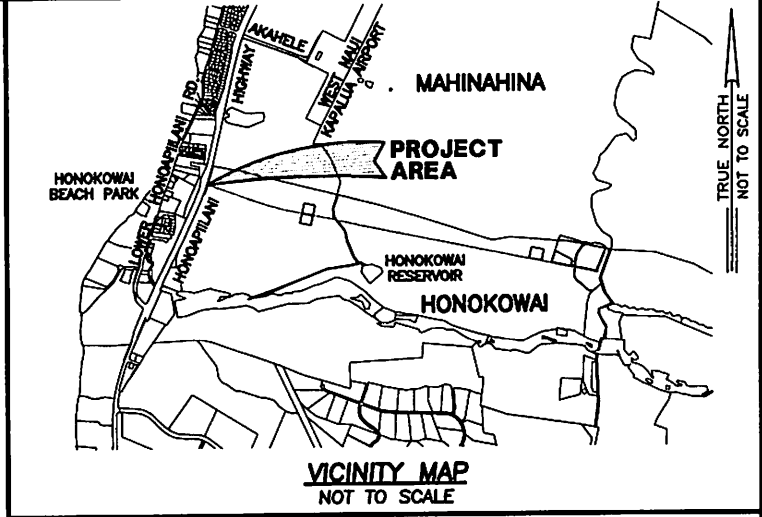 AKAHELE
HIGHWAY
WEST MAUI
KAPALUA AIRPORT
MAHINAHINA
RD
PROJECT
AREA
HONOKOWAI
BEACH PARK
LOWER HONOAPIILANI
HONOAPIILANI
HONOKOWAI
RESERVOIR
HONOKOWAI
TRUE NORTH
NOT TO SCALE
VICINITY MAP
NOT TO SCALE